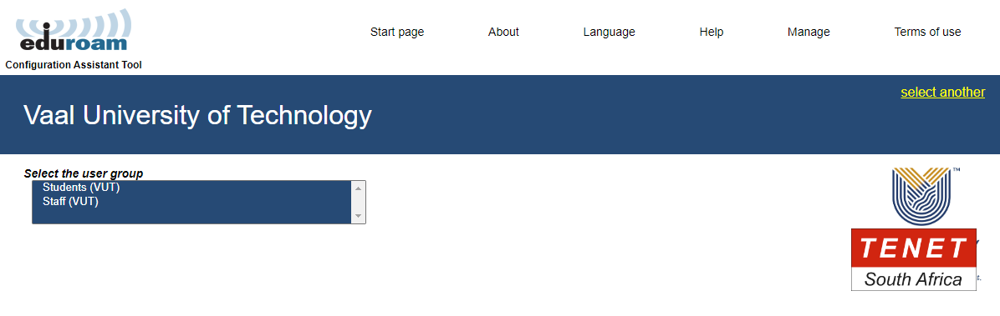 eduroam
Configuration Assistant Tool
Start page About Language Help Manage Terms of use
select another
Vaal University of Technology
Select the user group
Students (VUT)
Staff (VUT)
TM
TENET
South Africa